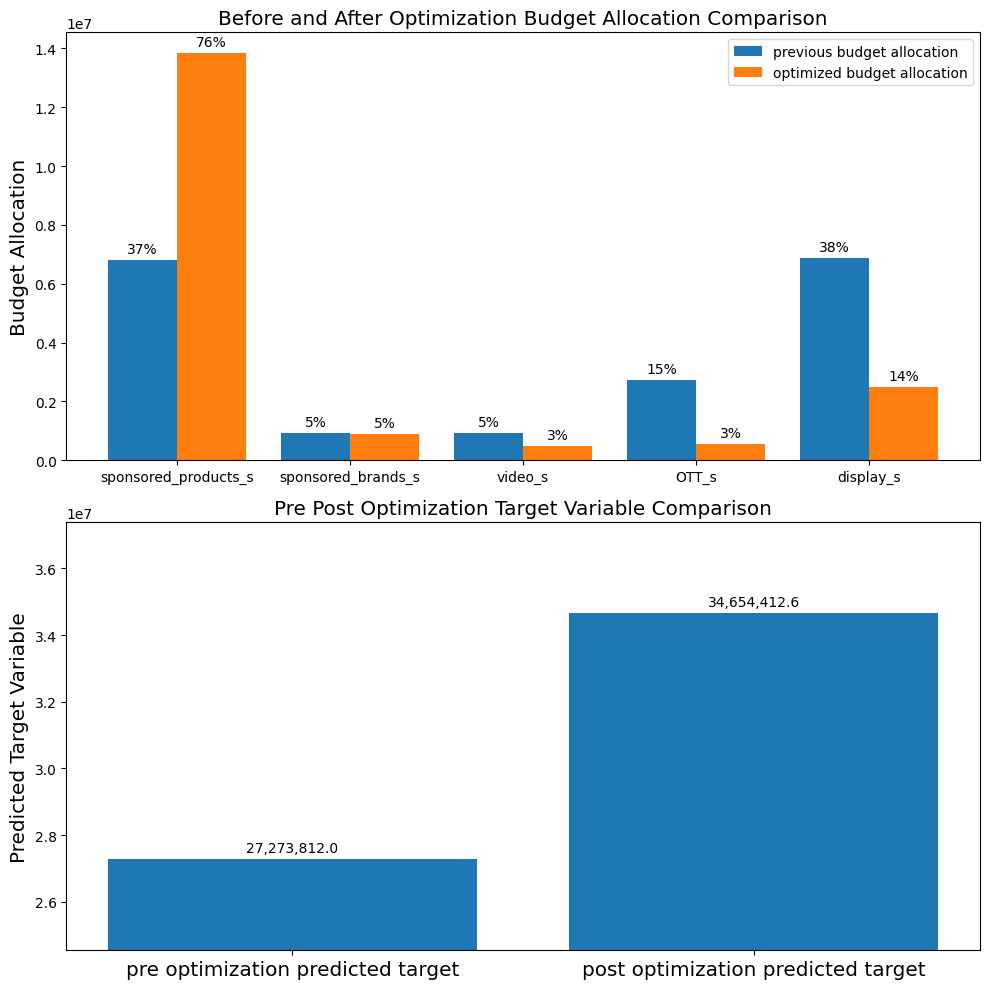 Before and After Optimization Budget Allocation Comparison
1e7
Budget Allocation
1.4
1.2
1.0
0.8
0.6
0.4
0.2
0.0
previous budget allocation
optimized budget allocation
37%
76%
5%
5%
5%
3%
15%
3%
38%
14%
sponsored_products_s
sponsored_brands_s
video_s
OTT_s
display_s
Pre Post Optimization Target Variable Comparison
1e7
Predicted Target Variable
3.6
3.4
3.2
3.0
2.8
2.6
27,273,812.0
34,654,412.6
pre optimization predicted target
post optimization predicted target